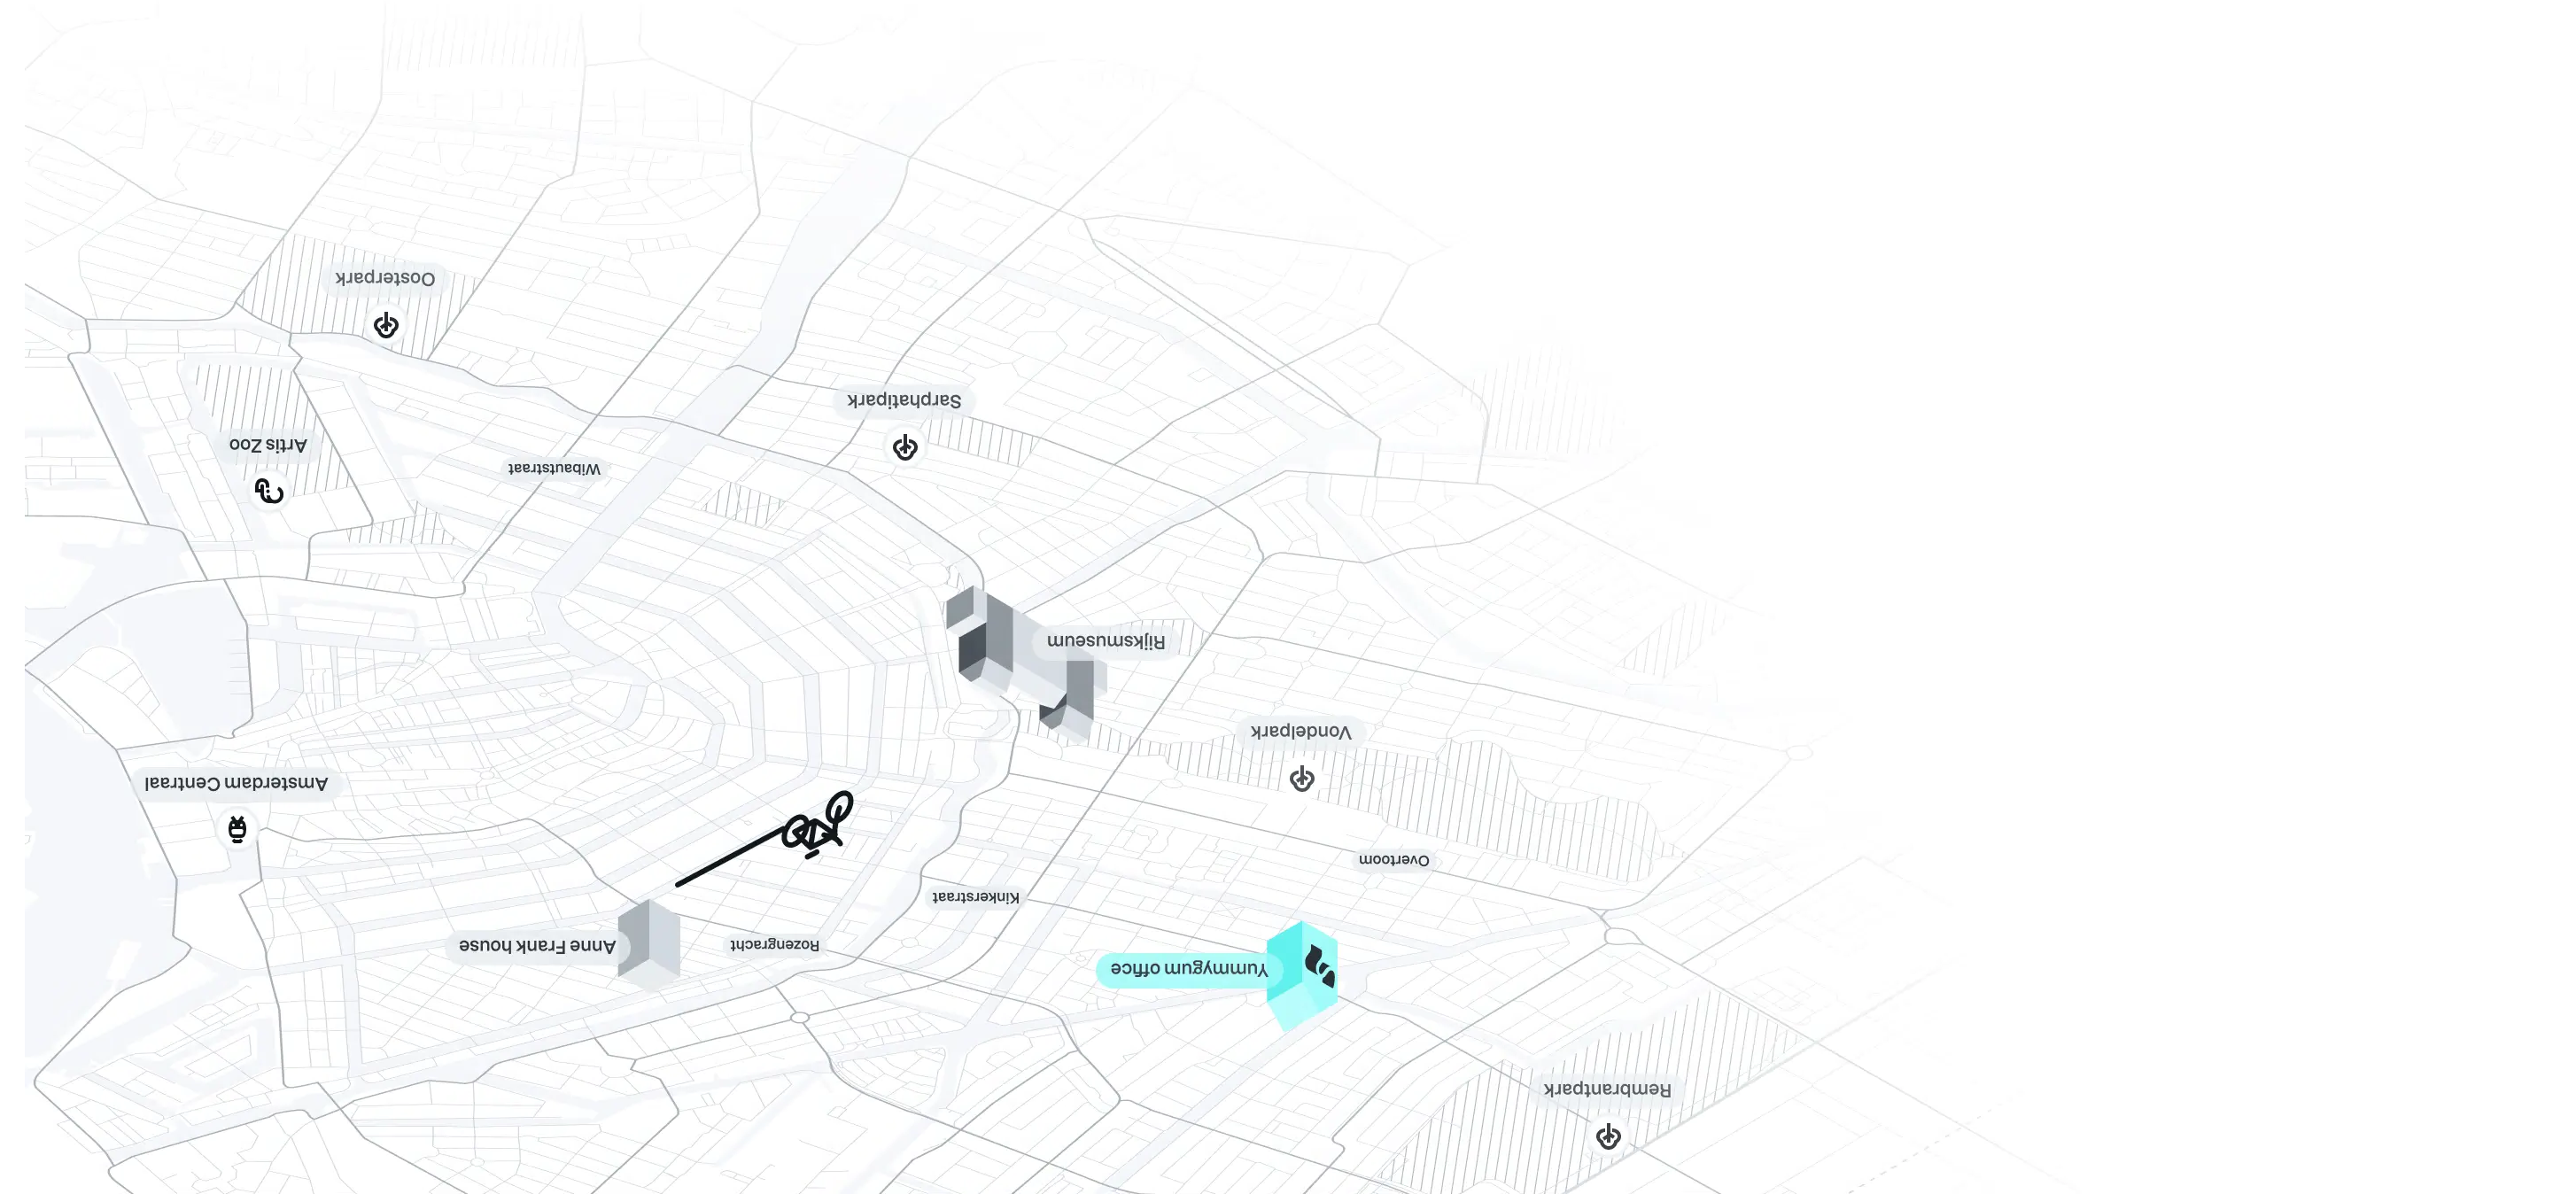 Rembrantpark
Yummygum office
Rozengracht
Anne Frank house
Kinkerstraat
Overtoom
Amsterdam Centraal
Vondelpark
Rijksmuseum
Wibautstraat
Artis Zoo
Sarphatipark
Oosterpark